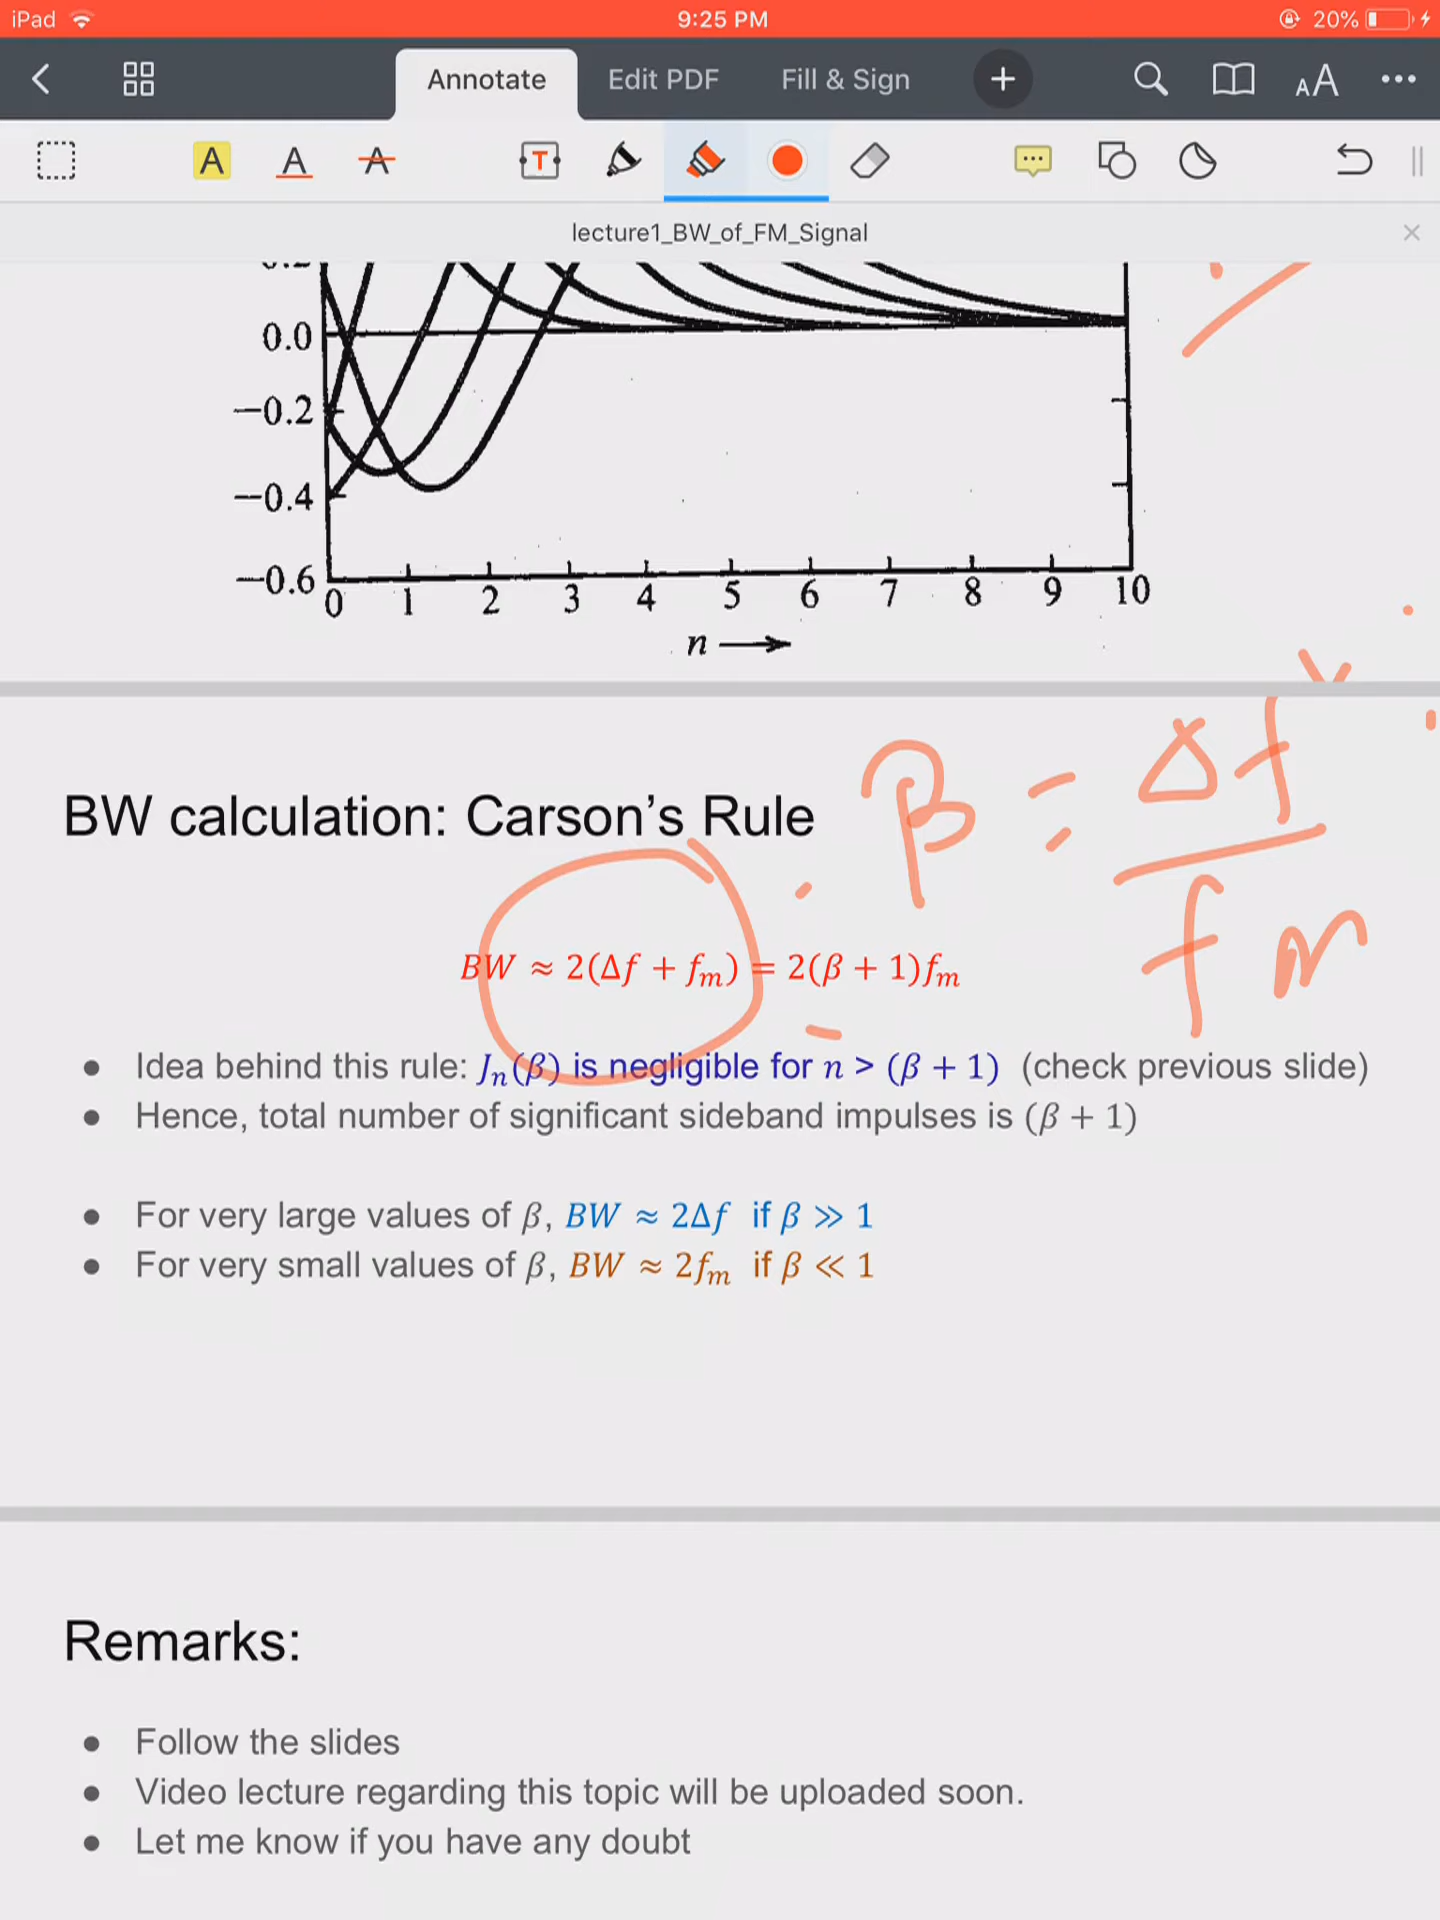 iPad 9:25 PM 20%
Annotate Edit PDF Fill & Sign
A A A T AA
lecture1_BW_of_FM_Signal
0.0
−0.2
−0.4
−0.6
0 1 2 3 4 5 6 7 8 9 10
n
BW calculation: Carson’s Rule
β = Δf / fm
BW ≈ 2(Δf + fₘ) = 2(β + 1)fₘ
● Idea behind this rule: Jₙ(β) is negligible for n > (β + 1) (check previous slide)
● Hence, total number of significant sideband impulses is (β + 1)
● For very large values of β, BW ≈ 2Δf if β ≫ 1
● For very small values of β, BW ≈ 2fₘ if β ≪ 1
Remarks:
● Follow the slides
● Video lecture regarding this topic will be uploaded soon.
● Let me know if you have any doubt